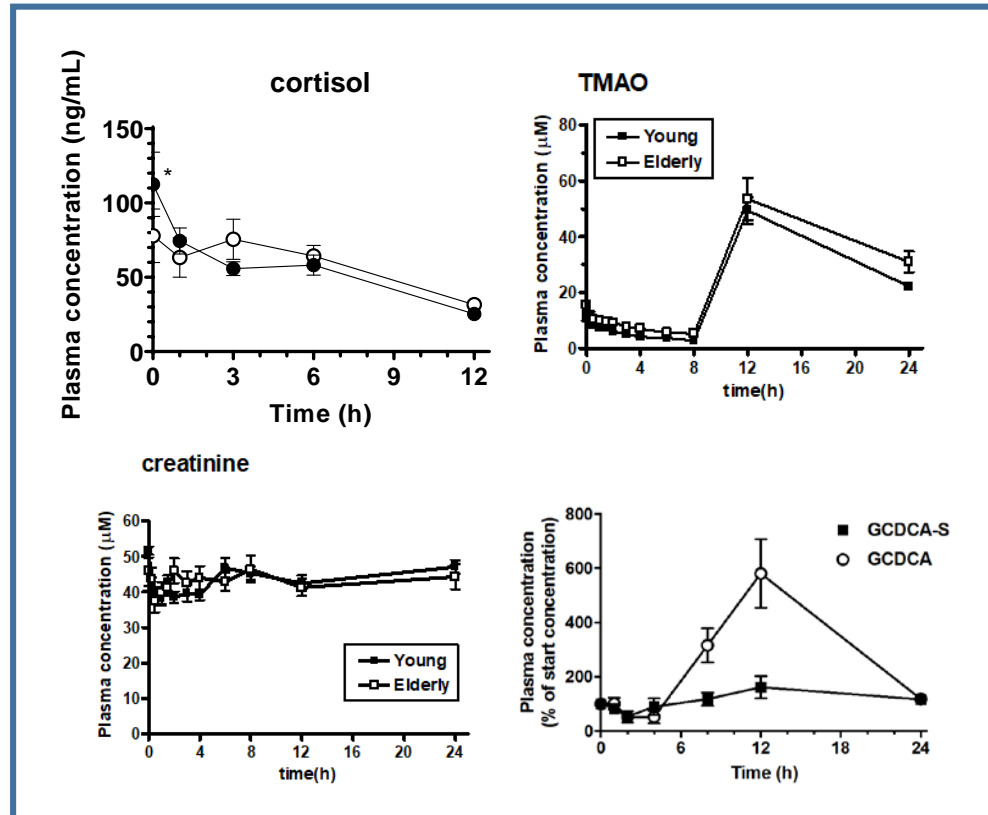 cortisol
Plasma concentration (ng/mL)
150
*
100
50
0
0 3 6 9 12
Time (h)
TMAO
Plasma concentration (μM)
80
Young
Elderly
60
40
20
0
0 4 8 12 16 20 24
time(h)
creatinine
Plasma concentration (μM)
60
50
40
30
20
Young
Elderly
10
0
0 4 8 12 16 20 24
time(h)
Plasma concentration
(% of start concentration)
800
GCDCA-S
GCDCA
600
400
200
0
0 6 12 18 24
Time (h)